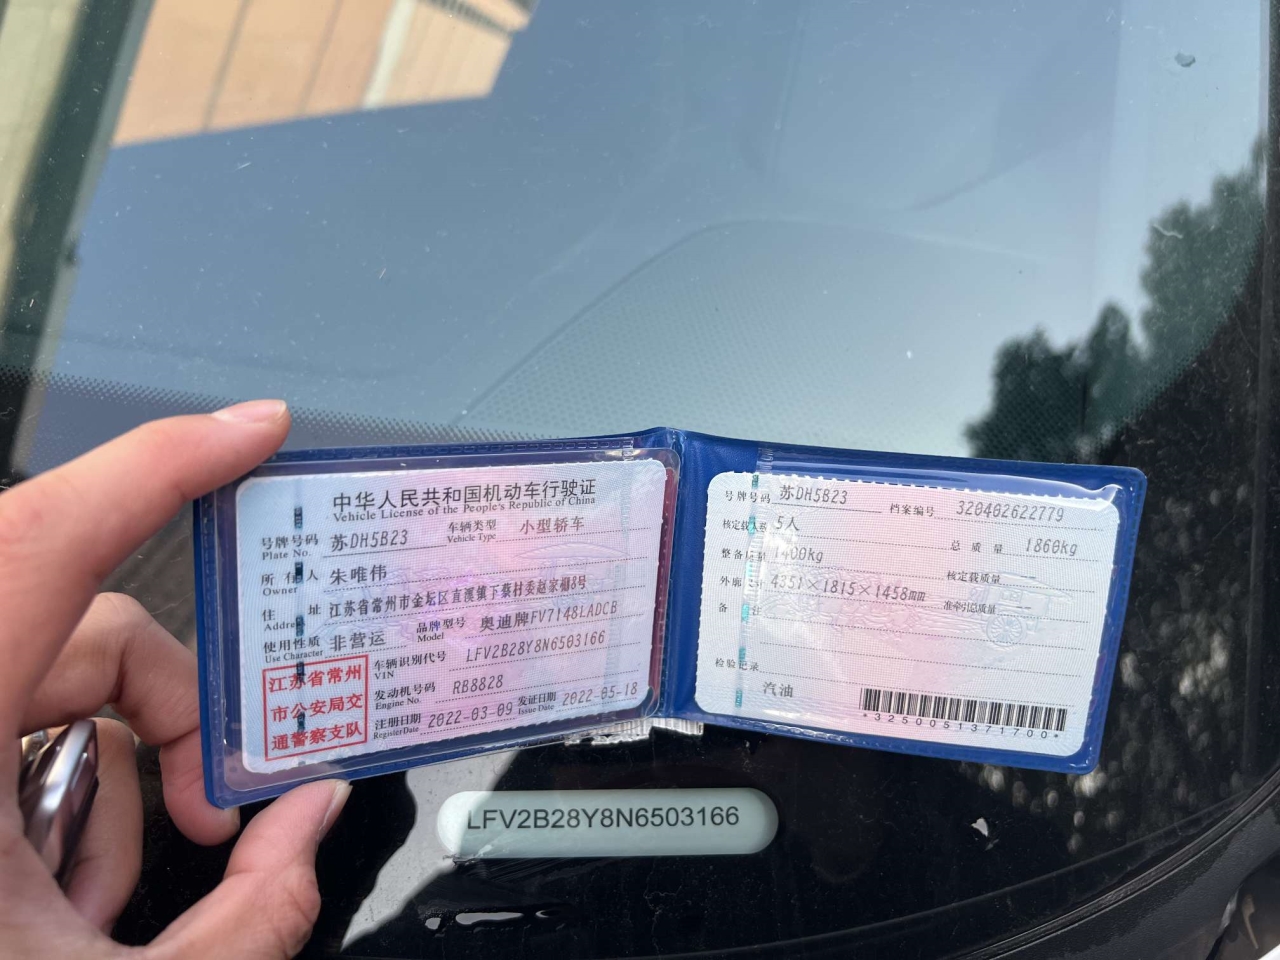 中华人民共和国机动车行驶证
Vehicle License of the People's Republic of China
号牌号码 苏DH5B23 车辆类型 小型轿车
Plate No. Vehicle Type
所有人 朱唯伟
Owner
住 址 江苏省常州市金坛区直溪镇下蔡村委赵家棚8号
Address
使用性质 非营运 品牌型号 奥迪牌FV7148LADCB
Use Character Model
江苏省常州
市公安局交
通警察支队
车辆识别代号 LFV2B28Y8N6503166
VIN
发动机号码 RB8828
Engine No.
注册日期 2022-03-09 发证日期 2022-05-18
Register Date Issue Date
号牌号码 苏DH5B23 档案编号 320402622779
核定载人数 5人 总 质 量 1860kg
整备质量 1400kg 核定载质量
外廓尺寸 4351×1815×1458mm 准牵引总质量 --
备 注
检验记录
汽油
*3250051371700*
LFV2B28Y8N6503166